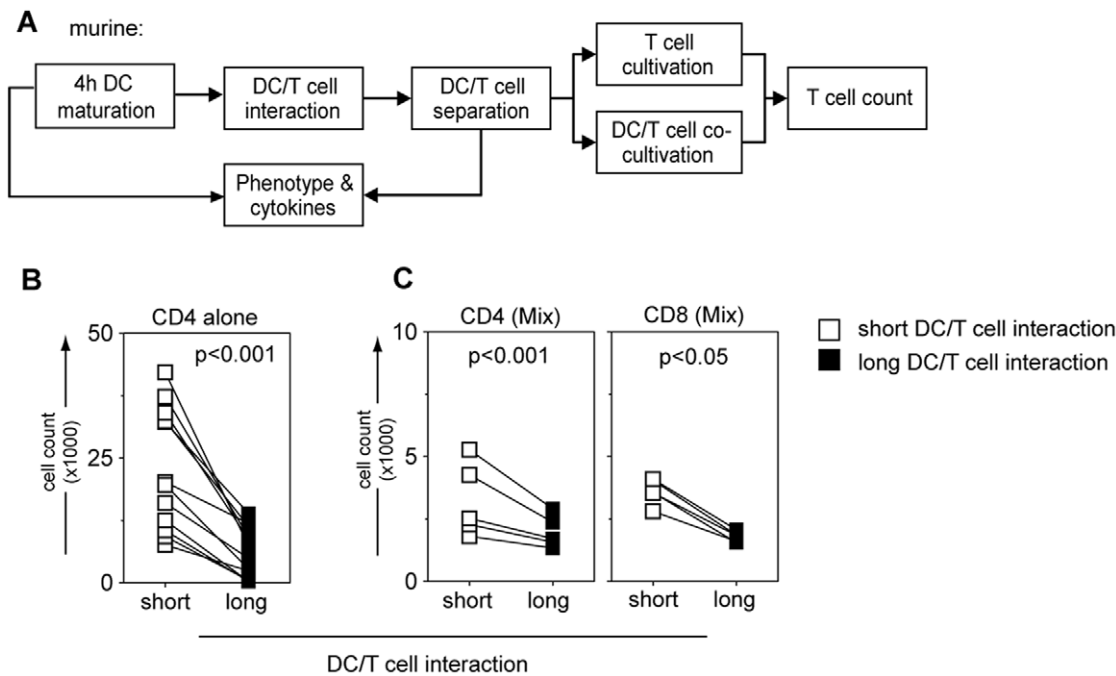 A
murine:
4h DC
maturation
DC/T cell
interaction
DC/T cell
separation
T cell
cultivation
DC/T cell co-
cultivation
T cell count
Phenotype &
cytokines
B
CD4 alone
p<0.001
50
25
0
cell count
(x1000)
short
long
C
CD4 (Mix)
p<0.001
10
5
0
cell count
(x1000)
short
long
CD8 (Mix)
p<0.05
short
long
short DC/T cell interaction
long DC/T cell interaction
DC/T cell interaction